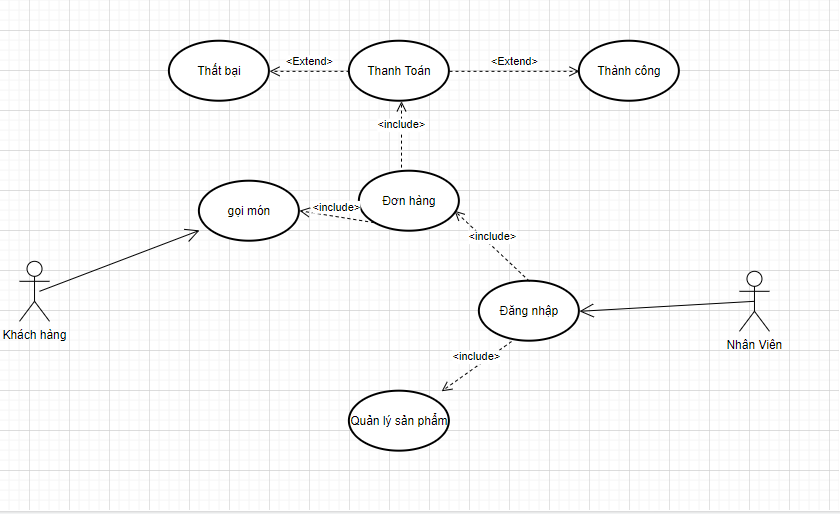 <Extend>
<Extend>
Thất bại
Thanh Toán
Thành công
<include>
Đơn hàng
<include>
gọi món
<include>
Đăng nhập
Khách hàng
Nhân Viên
<include>
Quản lý sản phẩm